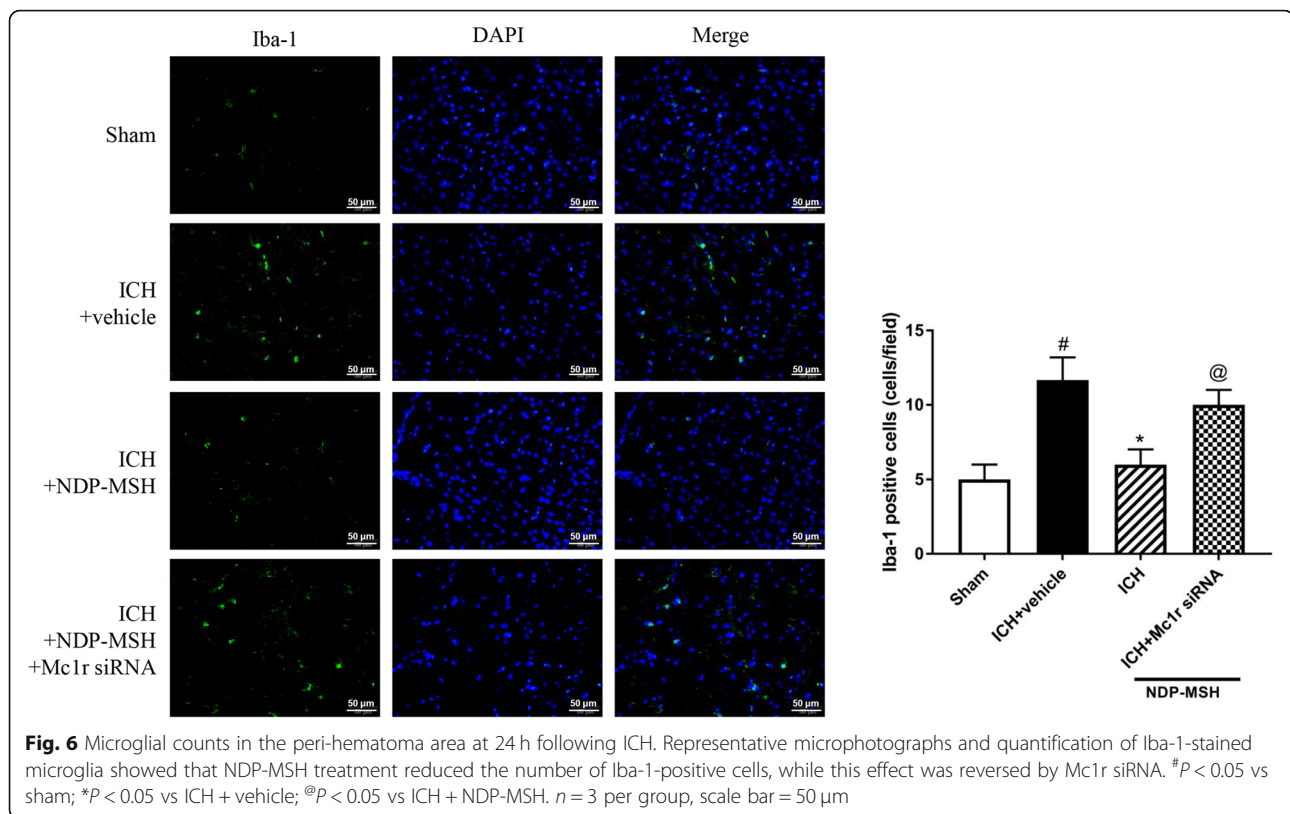 Iba-1 DAPI Merge
Sham
50 µm 50 µm 50 µm
ICH
+vehicle
50 µm 50 µm 50 µm
ICH
+NDP-MSH
50 µm 50 µm 50 µm
ICH
+NDP-MSH
+Mc1r siRNA
50 µm 50 µm 50 µm
Iba-1 positive cells (cells/field)
15
10
5
0
#
*
@
Sham
ICH+vehicle
ICH
ICH+Mc1r siRNA
NDP-MSH
Fig. 6 Microglial counts in the peri-hematoma area at 24 h following ICH. Representative microphotographs and quantification of Iba-1-stained
microglia showed that NDP-MSH treatment reduced the number of Iba-1-positive cells, while this effect was reversed by Mc1r siRNA. #P < 0.05 vs
sham; *P < 0.05 vs ICH + vehicle; @P < 0.05 vs ICH + NDP-MSH. n = 3 per group, scale bar = 50 µm